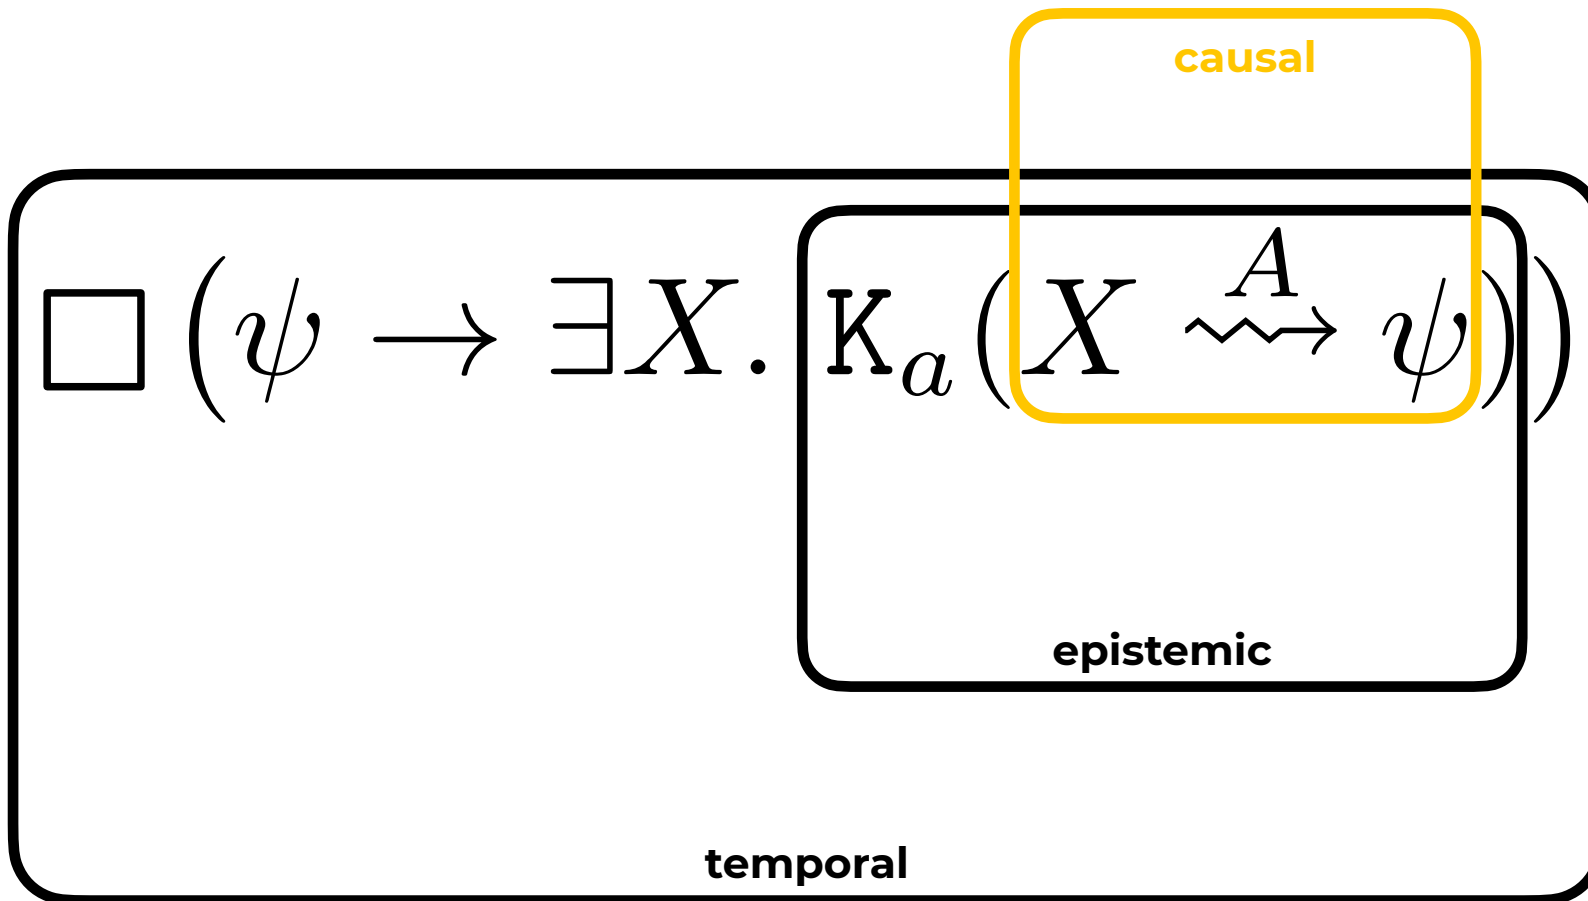 causal
□ (ψ → ∃X. K_a (X ⇝^A ψ))
epistemic
temporal